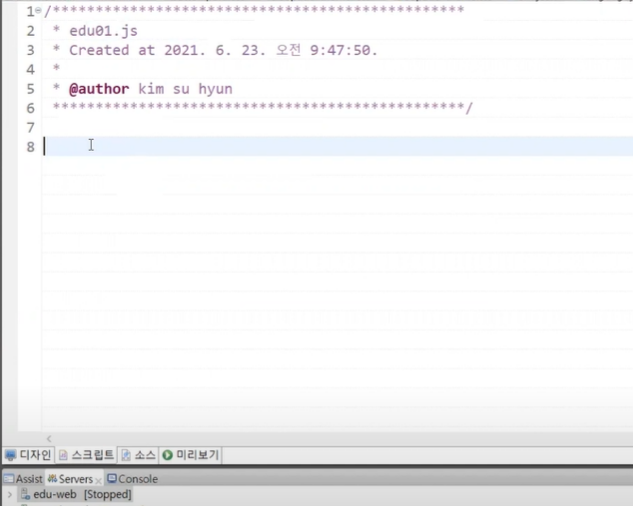 1 /************************************************
2 * edu01.js
3 * Created at 2021. 6. 23. 오전 9:47:50.
4 *
5 * @author kim su hyun
6 ************************************************/
7
8
디자인 스크립트 소스 미리보기
Assist Servers Console
edu-web [Stopped]